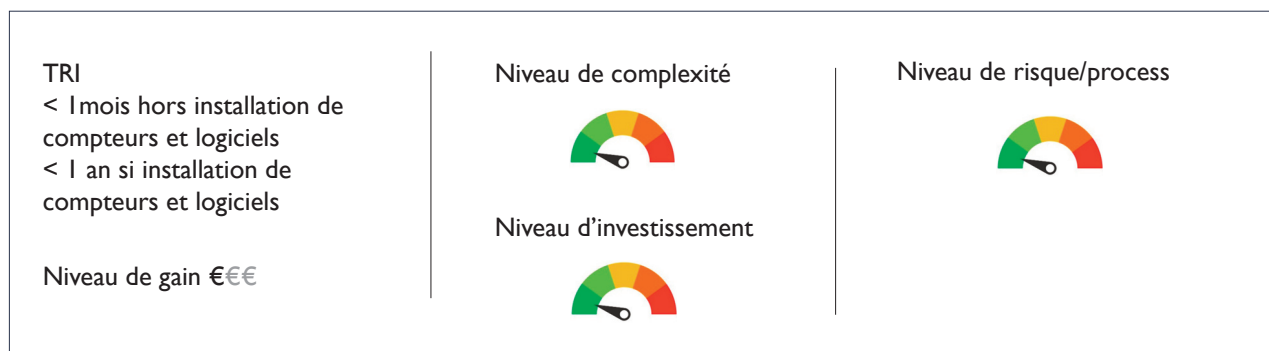 TRI
< 1mois hors installation de
compteurs et logiciels
< 1 an si installation de
compteurs et logiciels
Niveau de gain €€€
Niveau de complexité
Niveau d’investissement
Niveau de risque/process